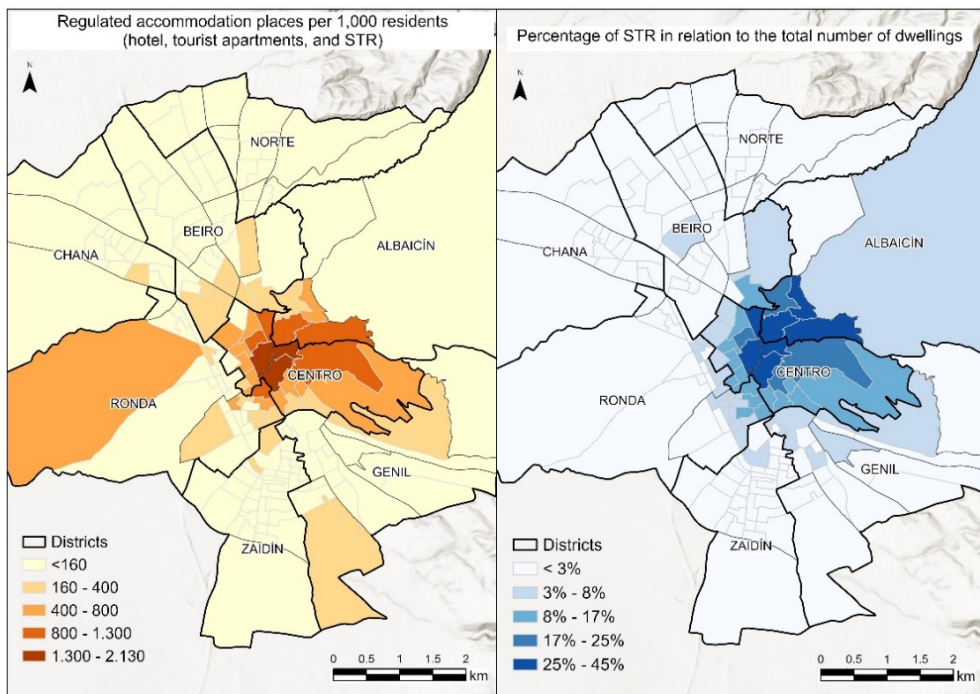 Regulated accommodation places per 1,000 residents
(hotel, tourist apartments, and STR)
N
NORTE
BEIRO
ALBAICÍN
CHANA
CENTRO
RONDA
GENIL
ZAÍDÍN
Districts
<160
160 - 400
400 - 800
800 - 1.300
1.300 - 2.130
0 0.5 1 1.5 2
km
Percentage of STR in relation to the total number of dwellings
N
NORTE
BEIRO
ALBAICÍN
CHANA
CENTRO
RONDA
GENIL
ZAÍDÍN
Districts
< 3%
3% - 8%
8% - 17%
17% - 25%
25% - 45%
0 0.5 1 1.5 2
km